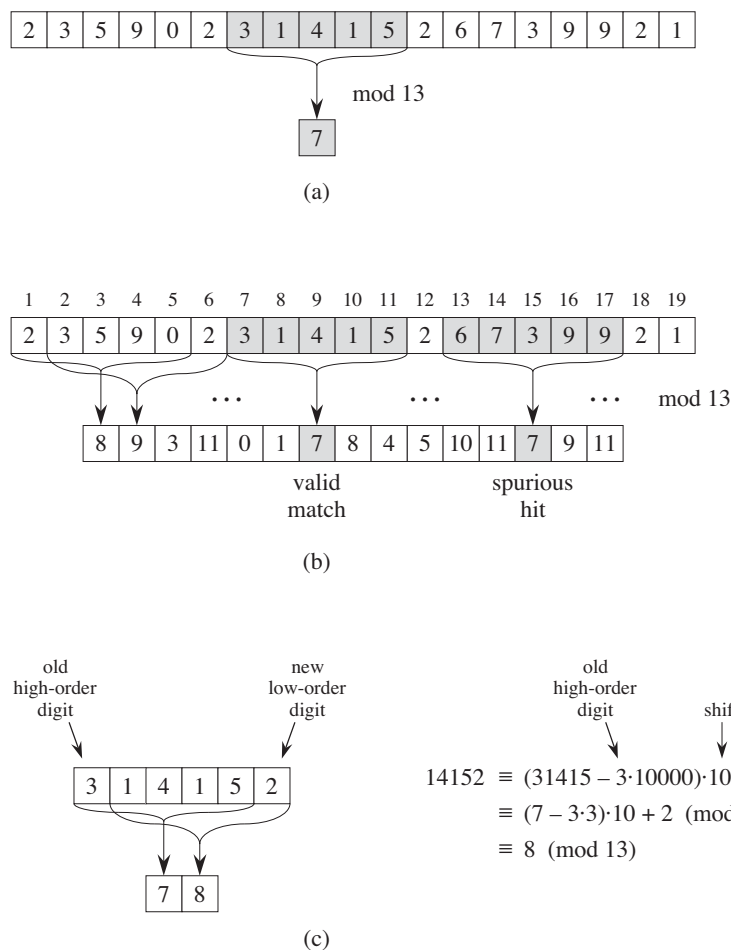 2 3 5 9 0 2 3 1 4 1 5 2 6 7 3 9 9 2 1
mod 13
7
(a)
1 2 3 4 5 6 7 8 9 10 11 12 13 14 15 16 17 18 19
2 3 5 9 0 2 3 1 4 1 5 2 6 7 3 9 9 2 1
… … … mod 13
8 9 3 11 0 1 7 8 4 5 10 11 7 9 11
valid
match
spurious
hit
(b)
old
high-order
digit
new
low-order
digit
3 1 4 1 5 2
7 8
old
high-order
digit
14152 ≡ (31415 – 3·10000)·10
≡ (7 – 3·3)·10 + 2 (mod
≡ 8 (mod 13)
(c)